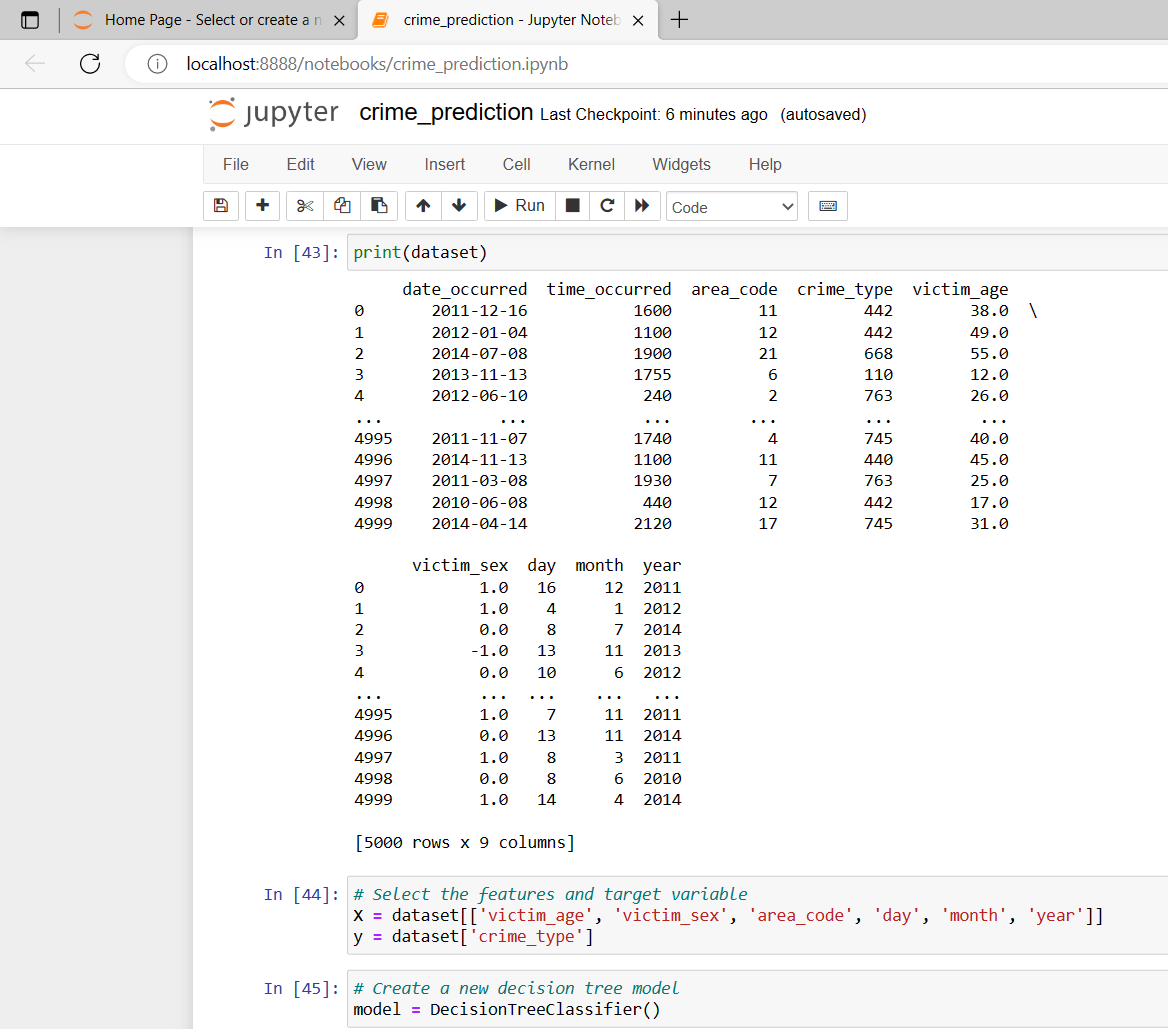 Home Page - Select or create a n
crime_prediction - Jupyter Noteb
localhost:8888/notebooks/crime_prediction.ipynb
jupyter crime_prediction Last Checkpoint: 6 minutes ago (autosaved)
File Edit View Insert Cell Kernel Widgets Help
Run Code
In [43]: print(dataset)
date_occurred time_occurred area_code crime_type victim_age
0 2011-12-16 1600 11 442 38.0 \
1 2012-01-04 1100 12 442 49.0
2 2014-07-08 1900 21 668 55.0
3 2013-11-13 1755 6 110 12.0
4 2012-06-10 240 2 763 26.0
... ... ... ... ... ...
4995 2011-11-07 1740 4 745 40.0
4996 2014-11-13 1100 11 440 45.0
4997 2011-03-08 1930 7 763 25.0
4998 2010-06-08 440 12 442 17.0
4999 2014-04-14 2120 17 745 31.0
victim_sex day month year
0 1.0 16 12 2011
1 1.0 4 1 2012
2 0.0 8 7 2014
3 -1.0 13 11 2013
4 0.0 10 6 2012
... ... ... ... ...
4995 1.0 7 11 2011
4996 0.0 13 11 2014
4997 1.0 8 3 2011
4998 0.0 8 6 2010
4999 1.0 14 4 2014
[5000 rows x 9 columns]
In [44]: # Select the features and target variable
X = dataset[['victim_age', 'victim_sex', 'area_code', 'day', 'month', 'year']]
y = dataset['crime_type']
In [45]: # Create a new decision tree model
model = DecisionTreeClassifier()